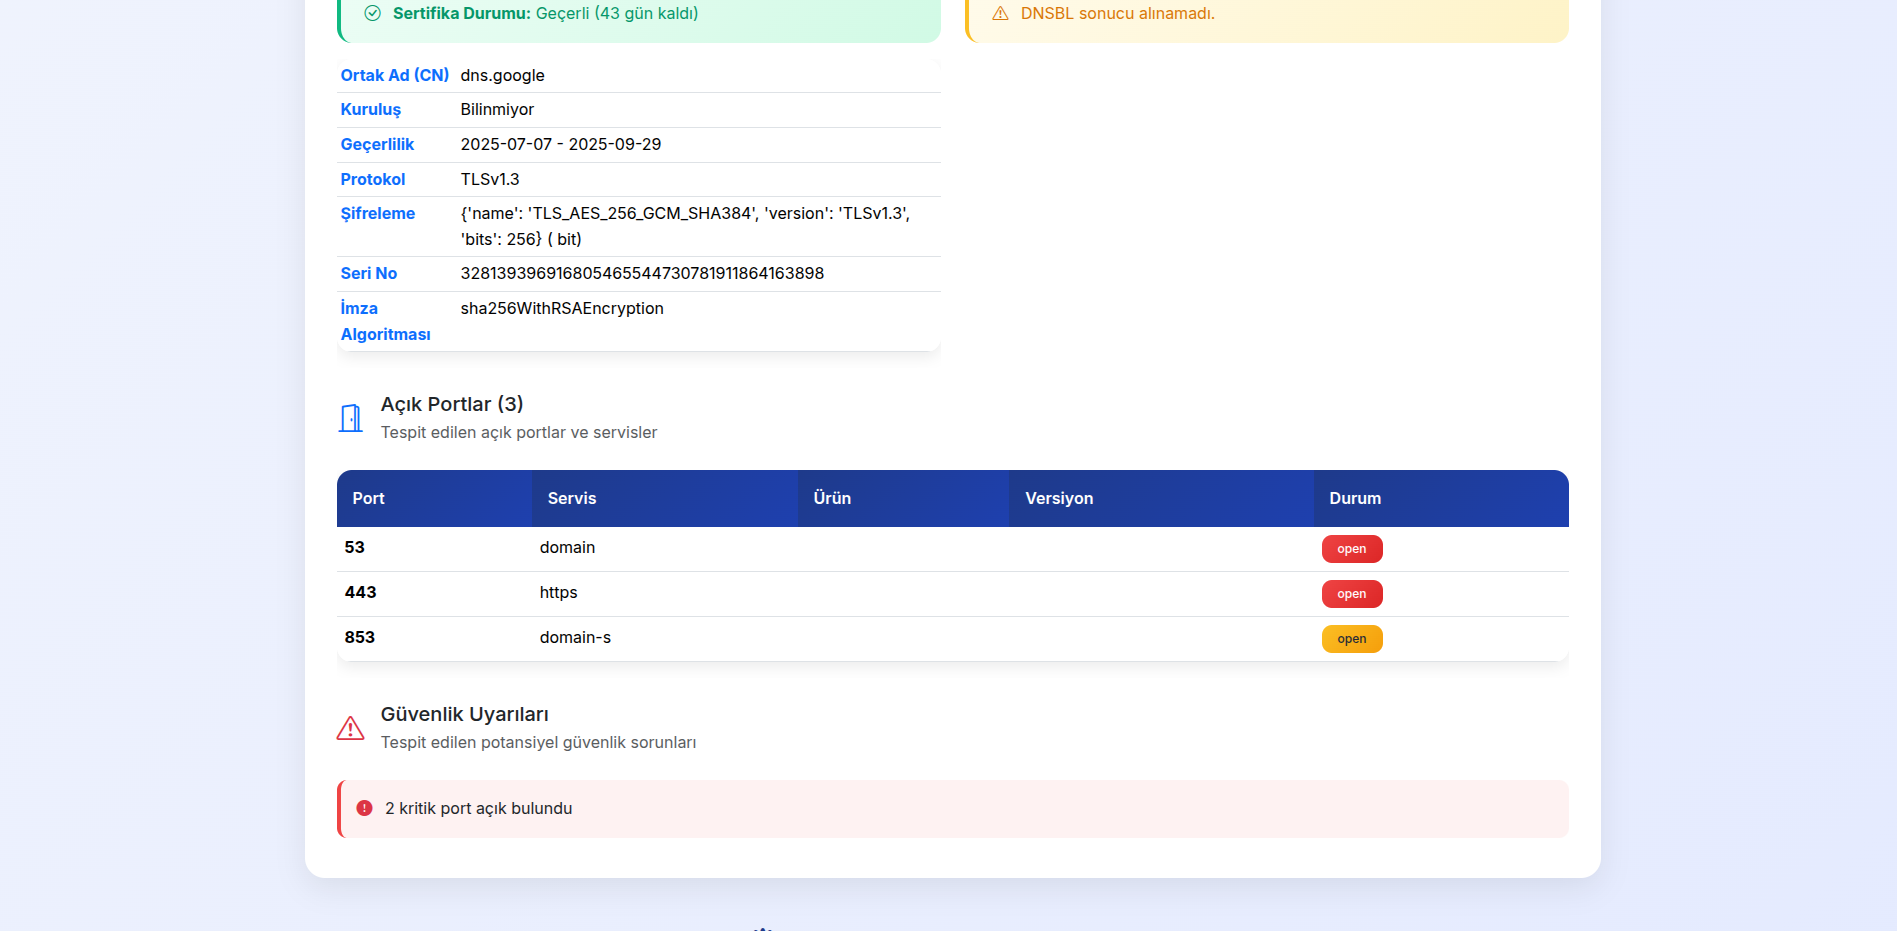 Sertifika Durumu: Geçerli (43 gün kaldı)
DNSBL sonucu alınamadı.
Ortak Ad (CN) dns.google
Kuruluş Bilinmiyor
Geçerlilik 2025-07-07 - 2025-09-29
Protokol TLSv1.3
Şifreleme {'name': 'TLS_AES_256_GCM_SHA384', 'version': 'TLSv1.3',
'bits': 256} ( bit)
Seri No 328139396916805465544730781911864163898
İmza sha256WithRSAEncryption
Algoritması
Açık Portlar (3)
Tespit edilen açık portlar ve servisler
Port Servis Ürün Versiyon Durum
53 domain open
443 https open
853 domain-s open
Güvenlik Uyarıları
Tespit edilen potansiyel güvenlik sorunları
2 kritik port açık bulundu